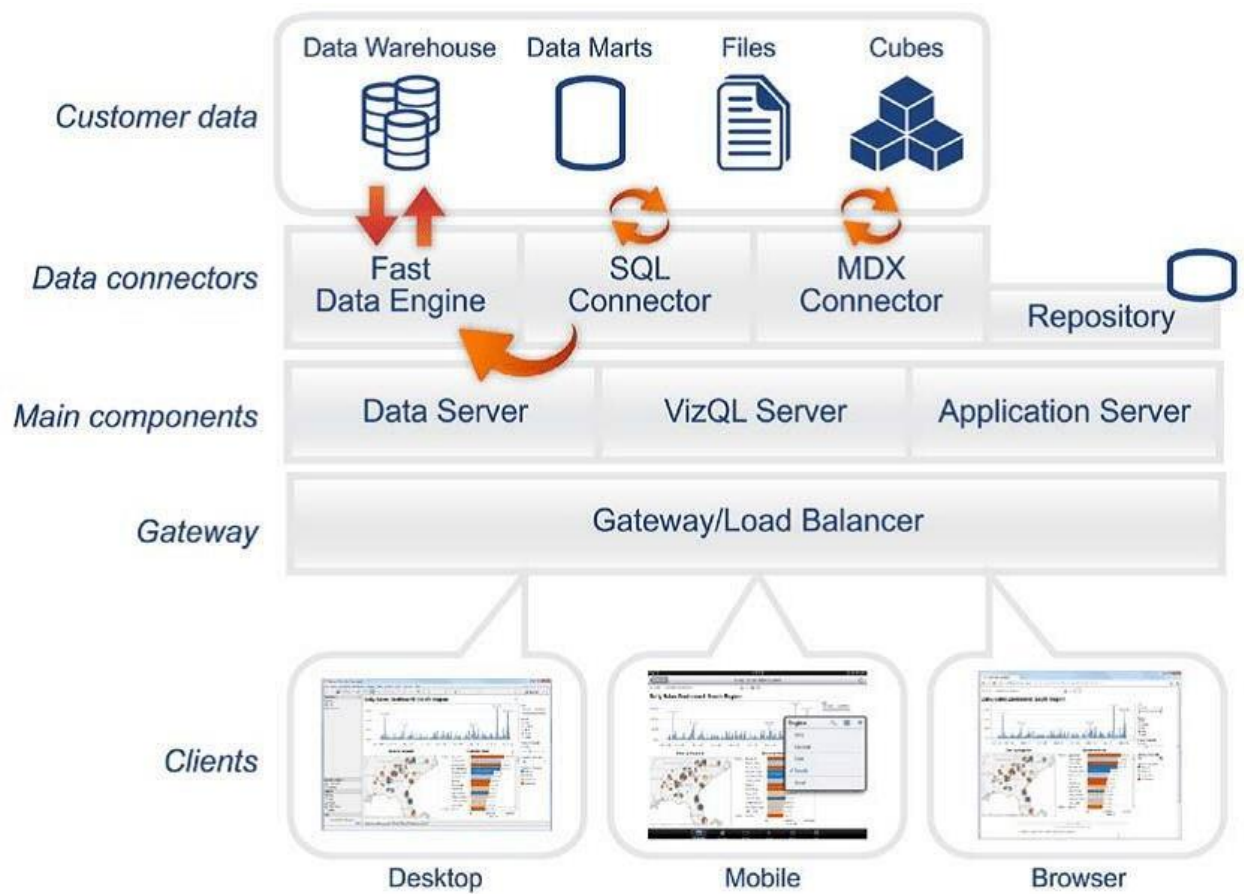 Data Warehouse
Data Marts
Files
Cubes
Customer data
Data connectors
Fast
Data Engine
SQL
Connector
MDX
Connector
Repository
Main components
Data Server
VizQL Server
Application Server
Gateway
Gateway/Load Balancer
Clients
Desktop
Mobile
Browser